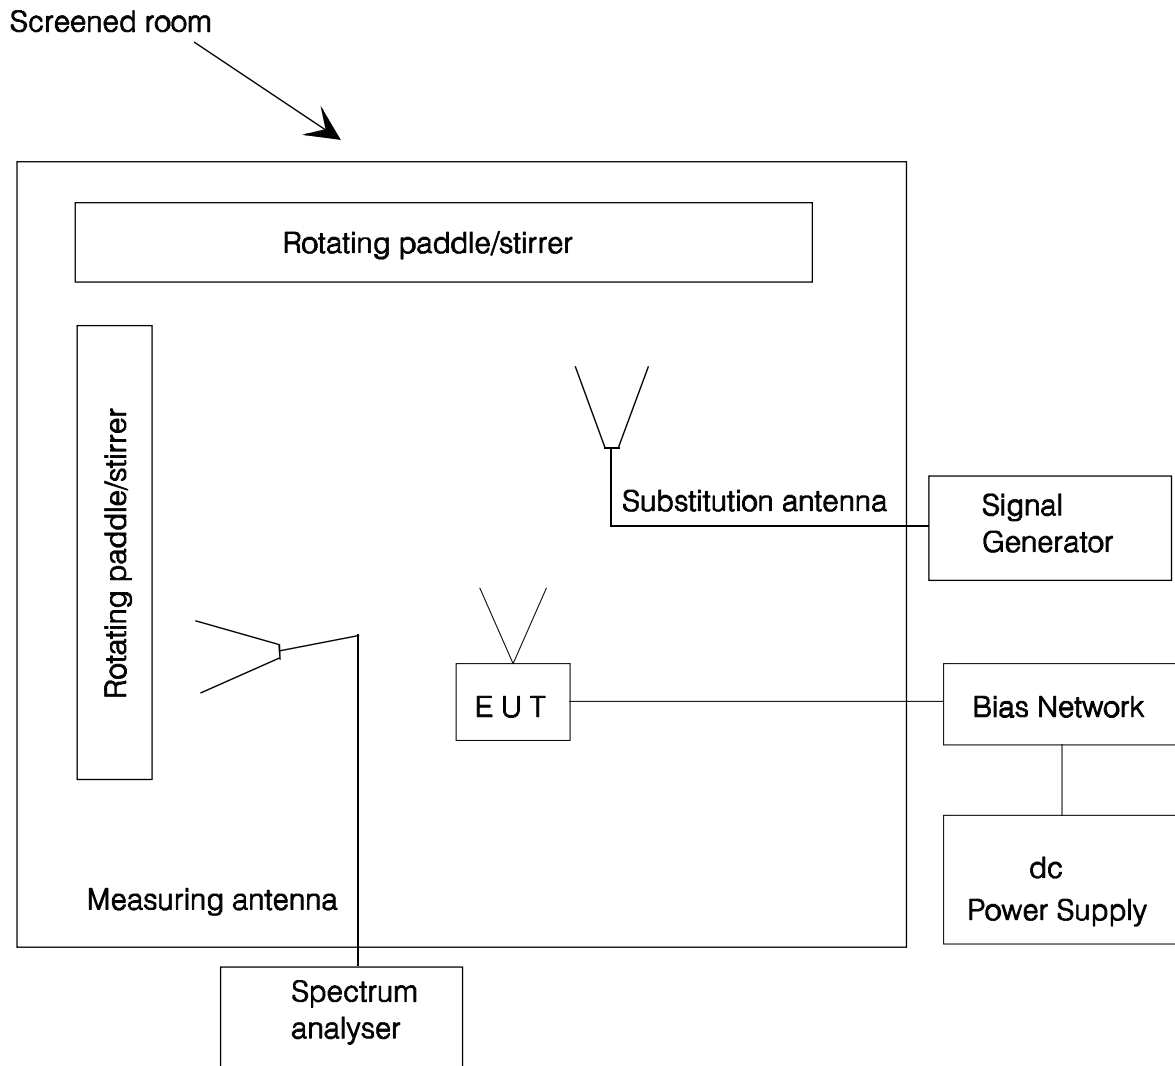 Screened room
Rotating paddle/stirrer
Rotating paddle/stirrer
Substitution antenna
Signal
Generator
E U T
Bias Network
dc
Power Supply
Measuring antenna
Spectrum
analyser